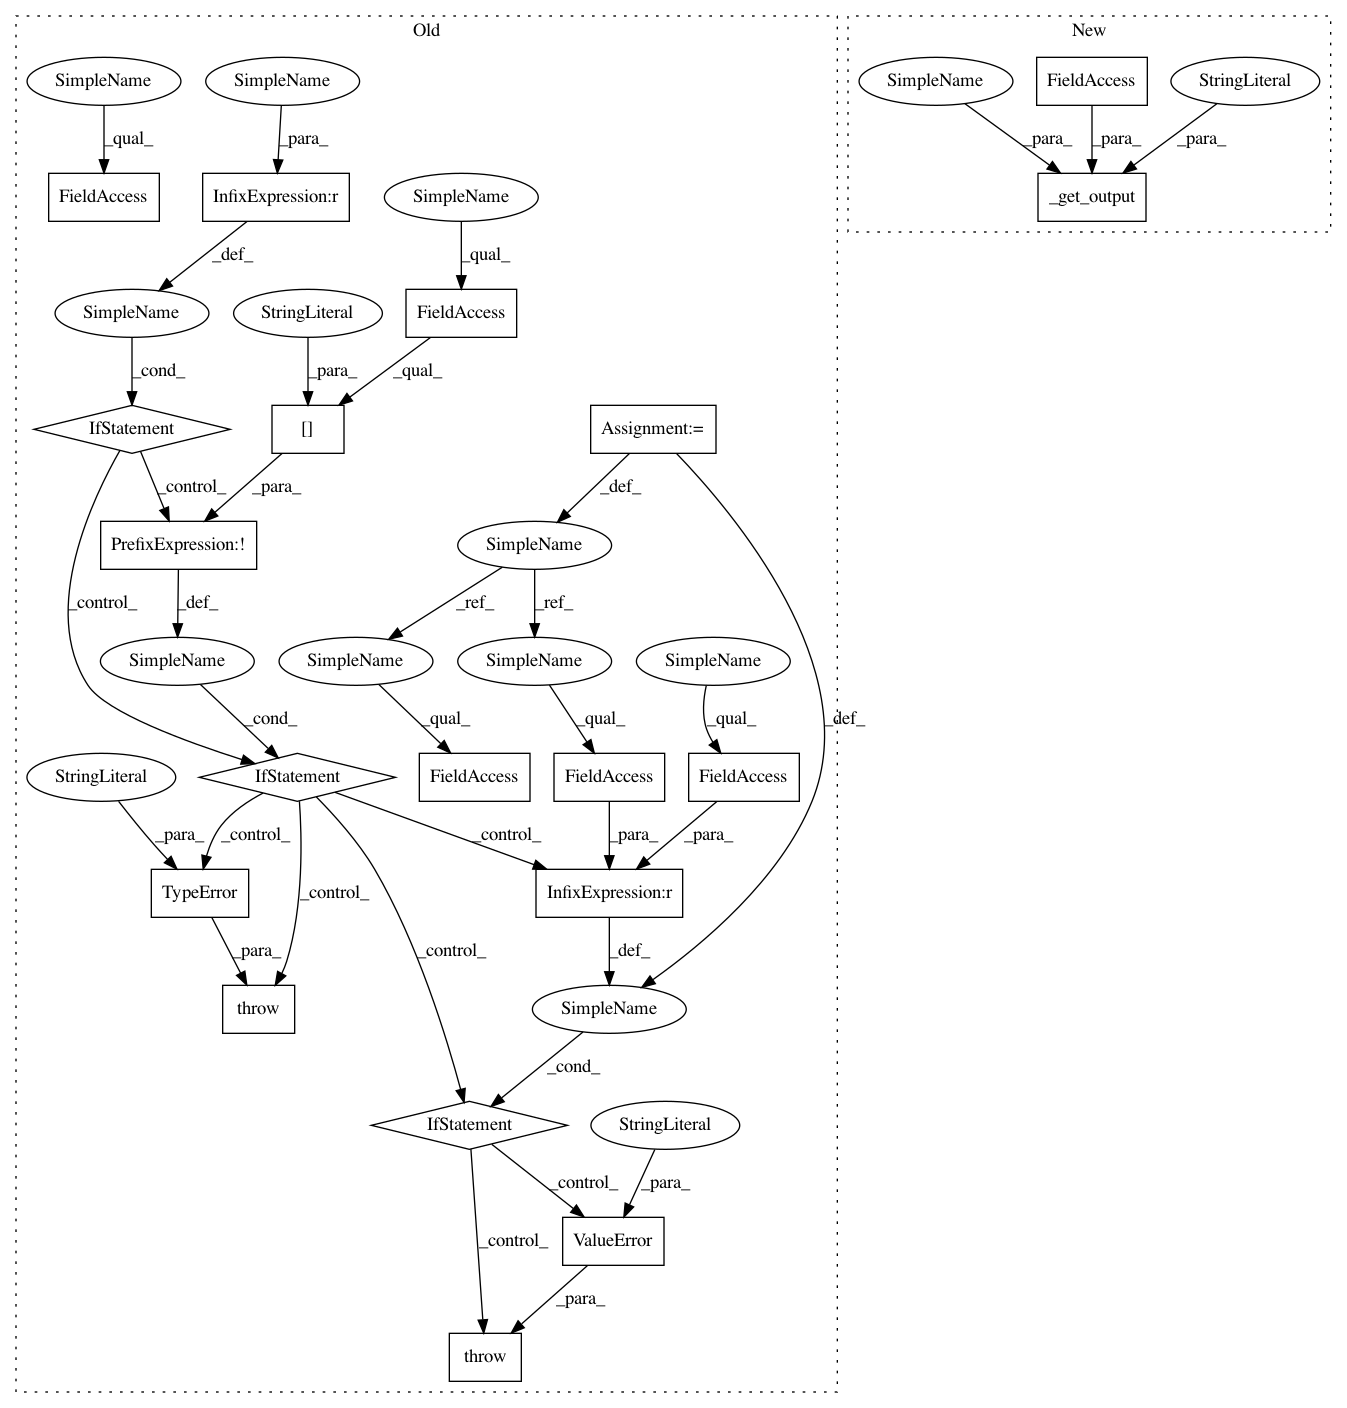 Old
New
SimpleName
SimpleName
SimpleName
FieldAccess
StringLiteral
_qual_
_para_
_para_
_para_
_para_
FieldAccess
InfixExpression:r
SimpleName
_get_output
_def_
_qual_
SimpleName
StringLiteral
FieldAccess
_cond_
_para_
_qual_
IfStatement
[]
Assignment:=
_control_
_para_
_def_
PrefixExpression:!
SimpleName
_control_
_def_
_ref_
_ref_
SimpleName
SimpleName
SimpleName
SimpleName
_cond_
_qual_
_qual_
_qual_
_def_
StringLiteral
IfStatement
FieldAccess
FieldAccess
FieldAccess
_para_
_control_
_control_
_para_
_para_
TypeError
_control_
InfixExpression:r
_para_
_control_
_def_
throw
SimpleName
_cond_
IfStatement
StringLiteral
_control_
_para_
_control_
ValueError
_para_
throw